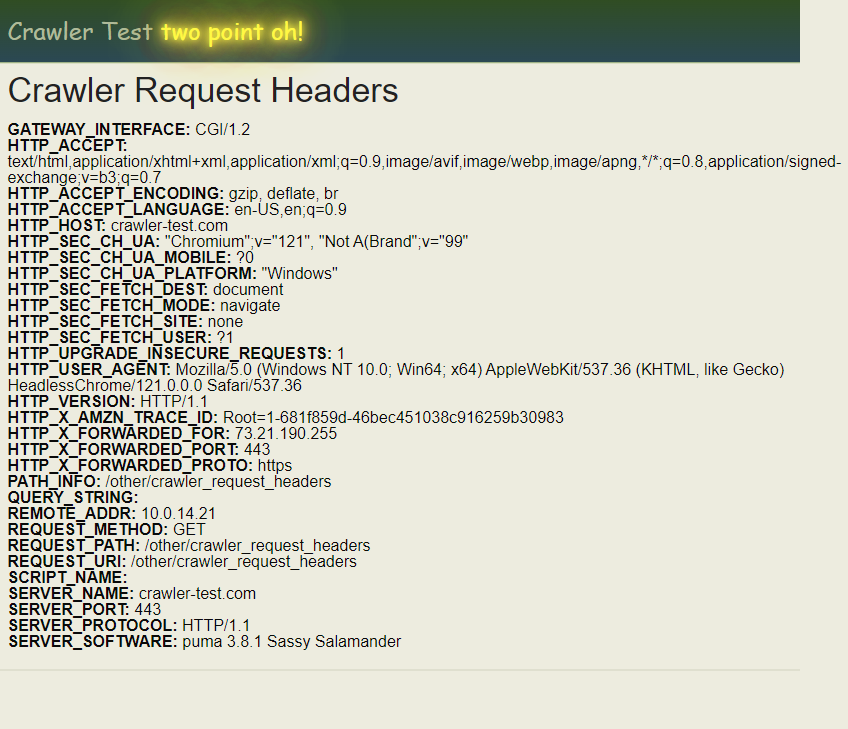 Crawler Test two point oh!
Crawler Request Headers
GATEWAY_INTERFACE: CGI/1.2
HTTP_ACCEPT:
text/html,application/xhtml+xml,application/xml;q=0.9,image/avif,image/webp,image/apng,*/*;q=0.8,application/signed-
exchange;v=b3;q=0.7
HTTP_ACCEPT_ENCODING: gzip, deflate, br
HTTP_ACCEPT_LANGUAGE: en-US,en;q=0.9
HTTP_HOST: crawler-test.com
HTTP_SEC_CH_UA: "Chromium";v="121", "Not A(Brand";v="99"
HTTP_SEC_CH_UA_MOBILE: ?0
HTTP_SEC_CH_UA_PLATFORM: "Windows"
HTTP_SEC_FETCH_DEST: document
HTTP_SEC_FETCH_MODE: navigate
HTTP_SEC_FETCH_SITE: none
HTTP_SEC_FETCH_USER: ?1
HTTP_UPGRADE_INSECURE_REQUESTS: 1
HTTP_USER_AGENT: Mozilla/5.0 (Windows NT 10.0; Win64; x64) AppleWebKit/537.36 (KHTML, like Gecko)
HeadlessChrome/121.0.0.0 Safari/537.36
HTTP_VERSION: HTTP/1.1
HTTP_X_AMZN_TRACE_ID: Root=1-681f859d-46bec451038c916259b30983
HTTP_X_FORWARDED_FOR: 73.21.190.255
HTTP_X_FORWARDED_PORT: 443
HTTP_X_FORWARDED_PROTO: https
PATH_INFO: /other/crawler_request_headers
QUERY_STRING:
REMOTE_ADDR: 10.0.14.21
REQUEST_METHOD: GET
REQUEST_PATH: /other/crawler_request_headers
REQUEST_URI: /other/crawler_request_headers
SCRIPT_NAME:
SERVER_NAME: crawler-test.com
SERVER_PORT: 443
SERVER_PROTOCOL: HTTP/1.1
SERVER_SOFTWARE: puma 3.8.1 Sassy Salamander